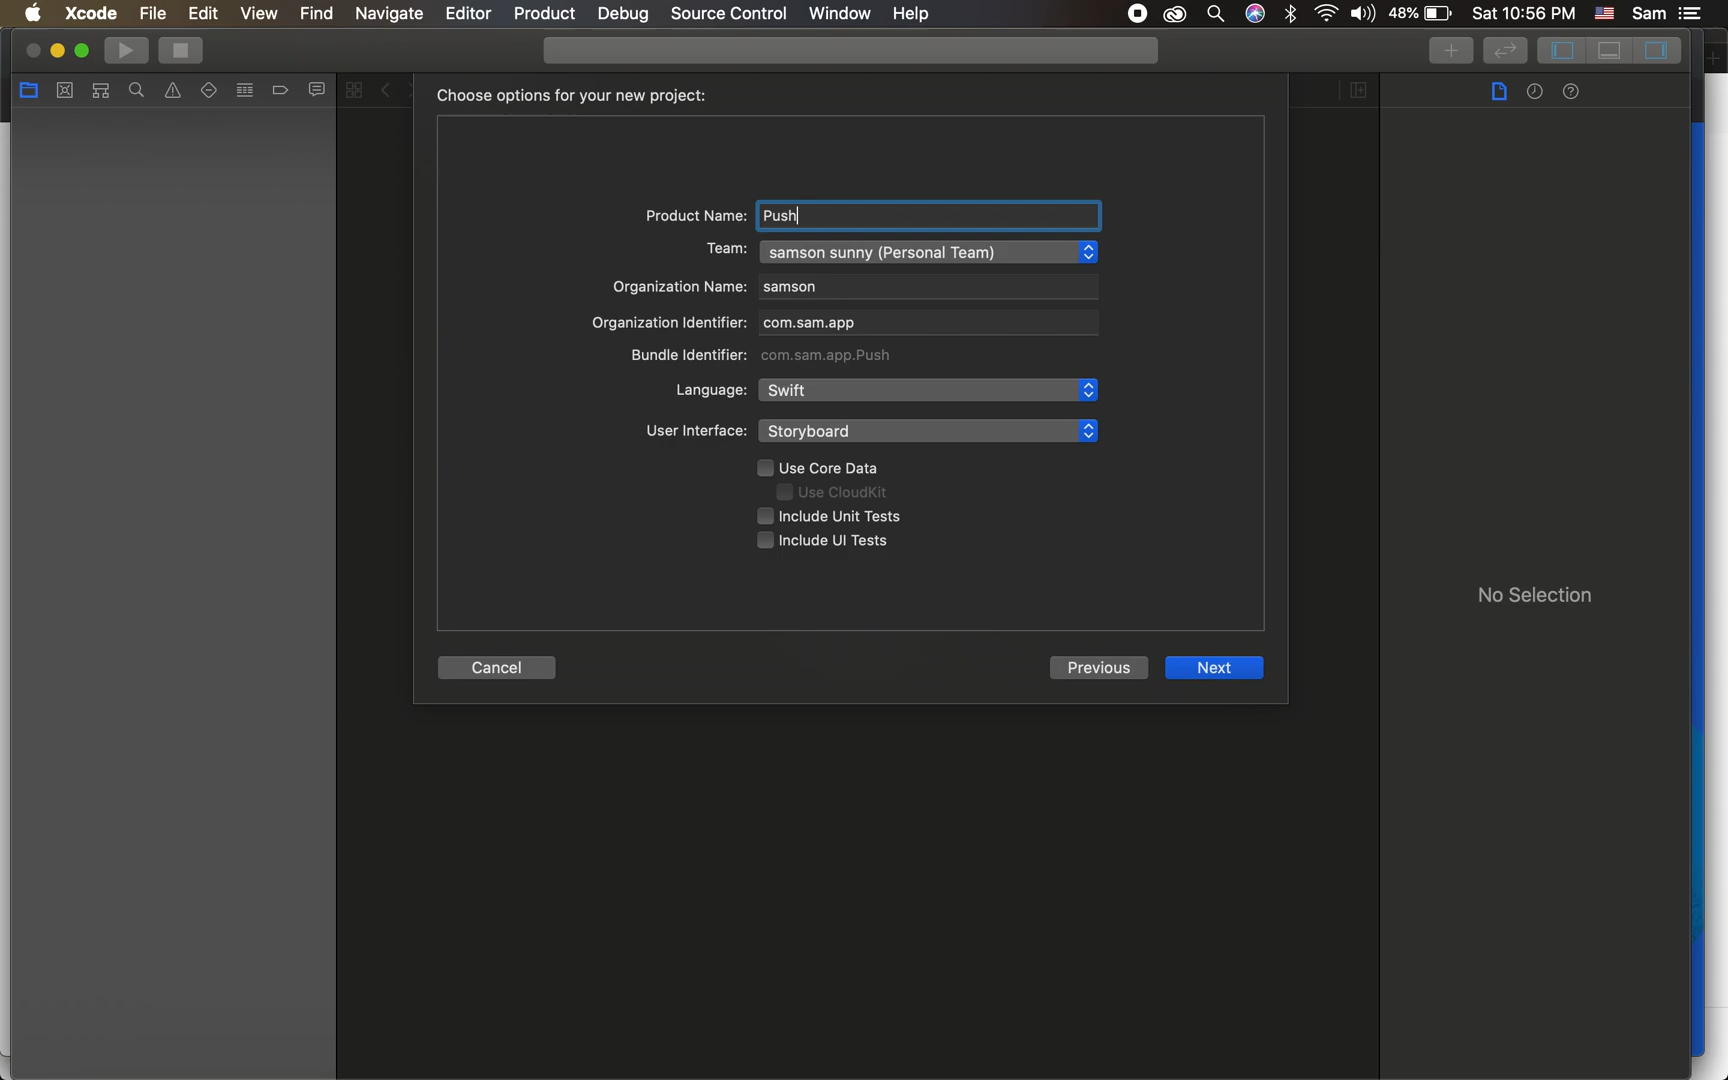 Xcode File Edit View Find Navigate Editor Product Debug Source Control Window Help 48% Sat 10:56 PM Sam
Choose options for your new project:
Product Name: Push
Team: samson sunny (Personal Team)
Organization Name: samson
Organization Identifier: com.sam.app
Bundle Identifier: com.sam.app.Push
Language: Swift
User Interface: Storyboard
Use Core Data
Use CloudKit
Include Unit Tests
Include UI Tests
No Selection
Cancel Previous Next